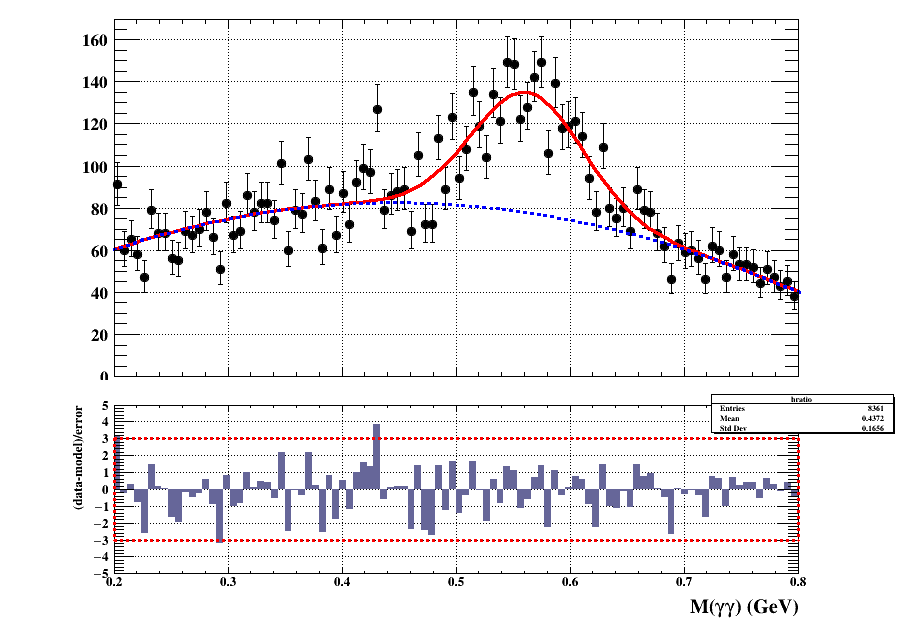 160
140
120
100
80
60
40
20
0
hratio
Entries 8361
Mean 0.4372
Std Dev 0.1656
(data-model)/error
5
4
3
2
1
0
−1
−2
−3
−4
−5
0.2 0.3 0.4 0.5 0.6 0.7 0.8
M(γγ) (GeV)